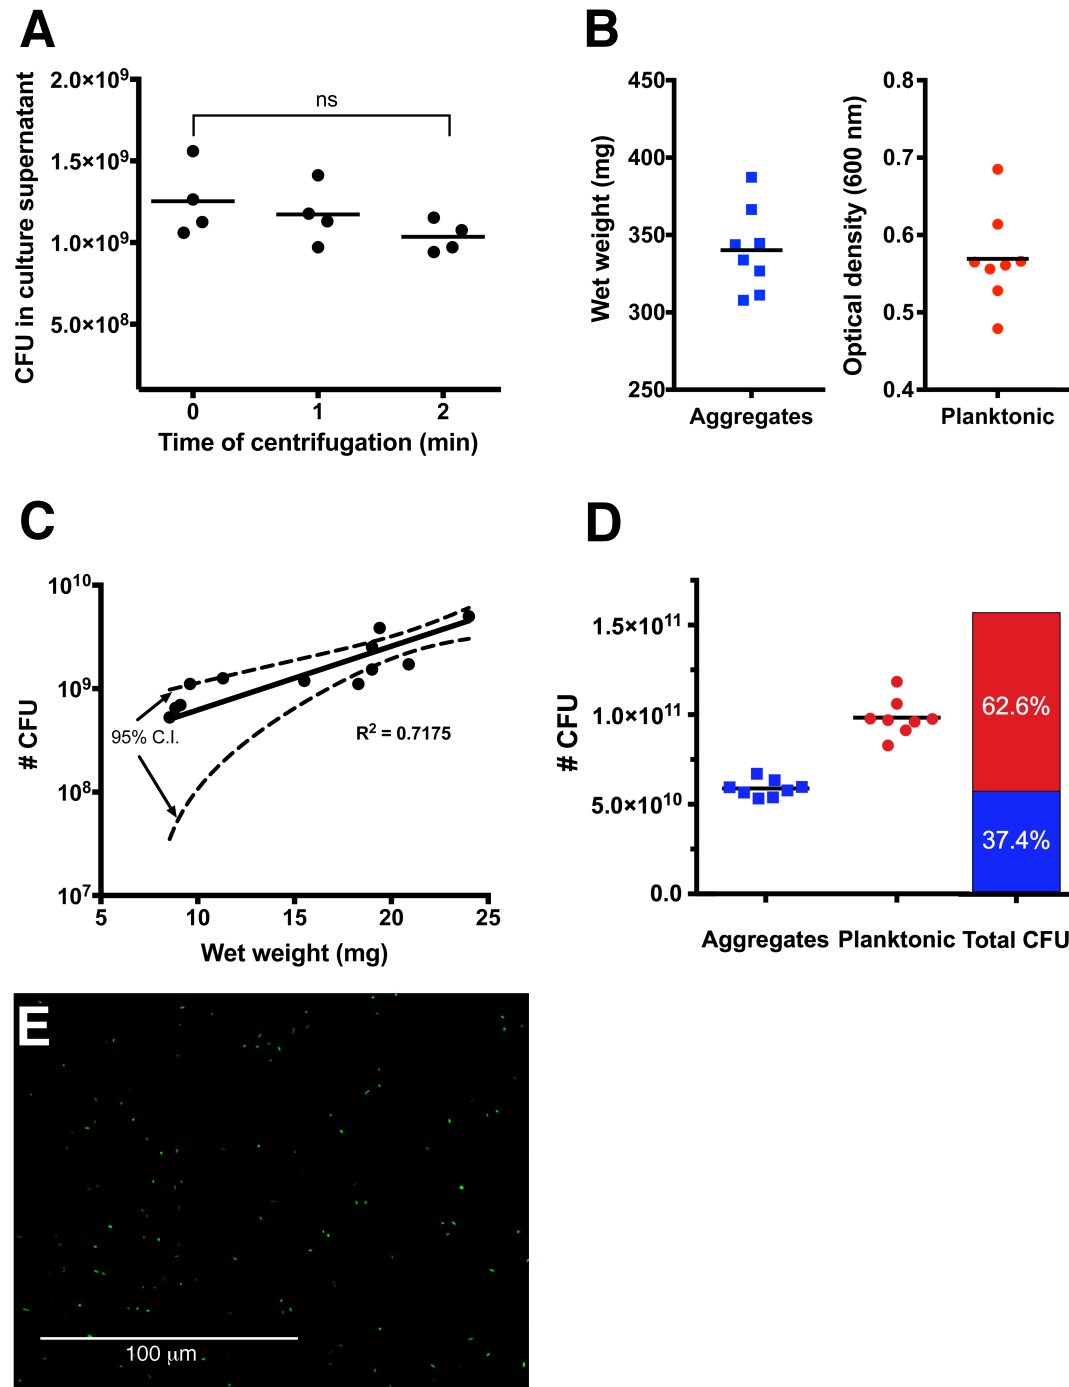 A
CFU in culture supernatant
2.0×10⁹
1.5×10⁹
1.0×10⁹
5.0×10⁸
ns
0 1 2
Time of centrifugation (min)
B
Wet weight (mg)
450
400
350
300
250
Aggregates
Optical density (600 nm)
0.8
0.7
0.6
0.5
0.4
Planktonic
C
# CFU
10¹⁰
10⁹
10⁸
10⁷
95% C.I.
R² = 0.7175
5 10 15 20 25
Wet weight (mg)
D
# CFU
1.5×10¹¹
1.0×10¹¹
5.0×10¹⁰
0.0
62.6%
37.4%
Aggregates Planktonic Total CFU
E
100 μm